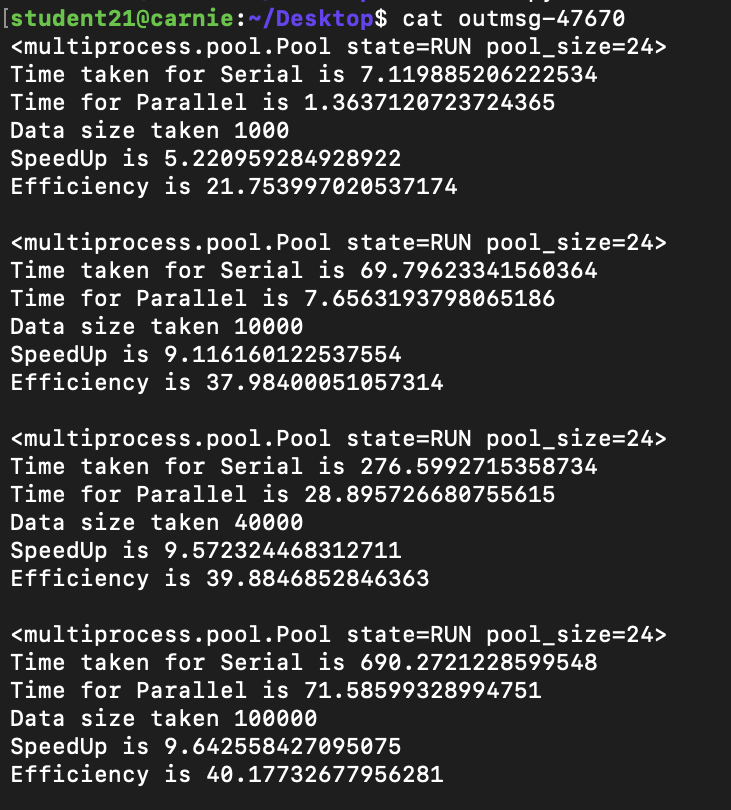 [student21@carnie:~/Desktop$ cat outmsg-47670
<multiprocess.pool.Pool state=RUN pool_size=24>
Time taken for Serial is 7.119885206222534
Time for Parallel is 1.3637120723724365
Data size taken 1000
SpeedUp is 5.220959284928922
Efficiency is 21.753997020537174

<multiprocess.pool.Pool state=RUN pool_size=24>
Time taken for Serial is 69.79623341560364
Time for Parallel is 7.6563193798065186
Data size taken 10000
SpeedUp is 9.116160122537554
Efficiency is 37.98400051057314

<multiprocess.pool.Pool state=RUN pool_size=24>
Time taken for Serial is 276.5992715358734
Time for Parallel is 28.895726680755615
Data size taken 40000
SpeedUp is 9.572324468312711
Efficiency is 39.8846852846363

<multiprocess.pool.Pool state=RUN pool_size=24>
Time taken for Serial is 690.2721228599548
Time for Parallel is 71.58599328994751
Data size taken 100000
SpeedUp is 9.642558427095075
Efficiency is 40.17732677956281